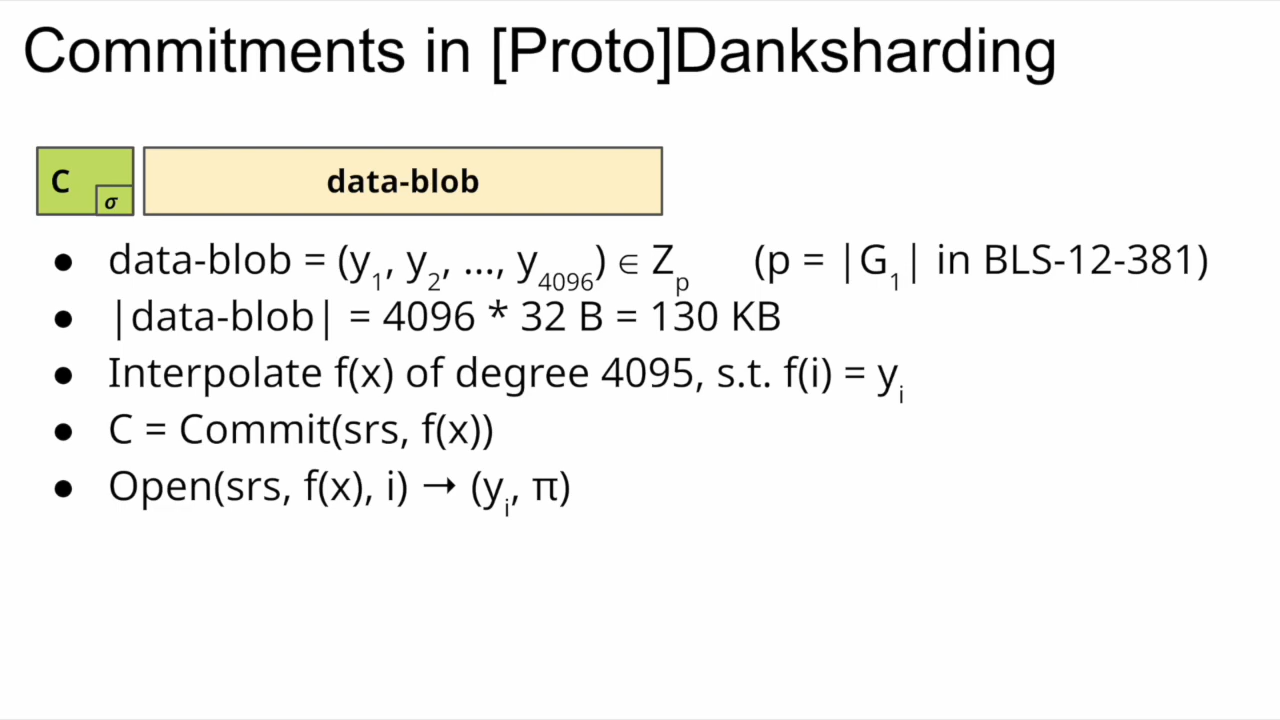 Commitments in [Proto]Danksharding
C
σ
data-blob
● data-blob = (y₁, y₂, ..., y₄₀₉₆) ∈ Zₚ (p = |G₁| in BLS-12-381)
● |data-blob| = 4096 * 32 B = 130 KB
● Interpolate f(x) of degree 4095, s.t. f(i) = yᵢ
● C = Commit(srs, f(x))
● Open(srs, f(x), i) → (yᵢ, π)